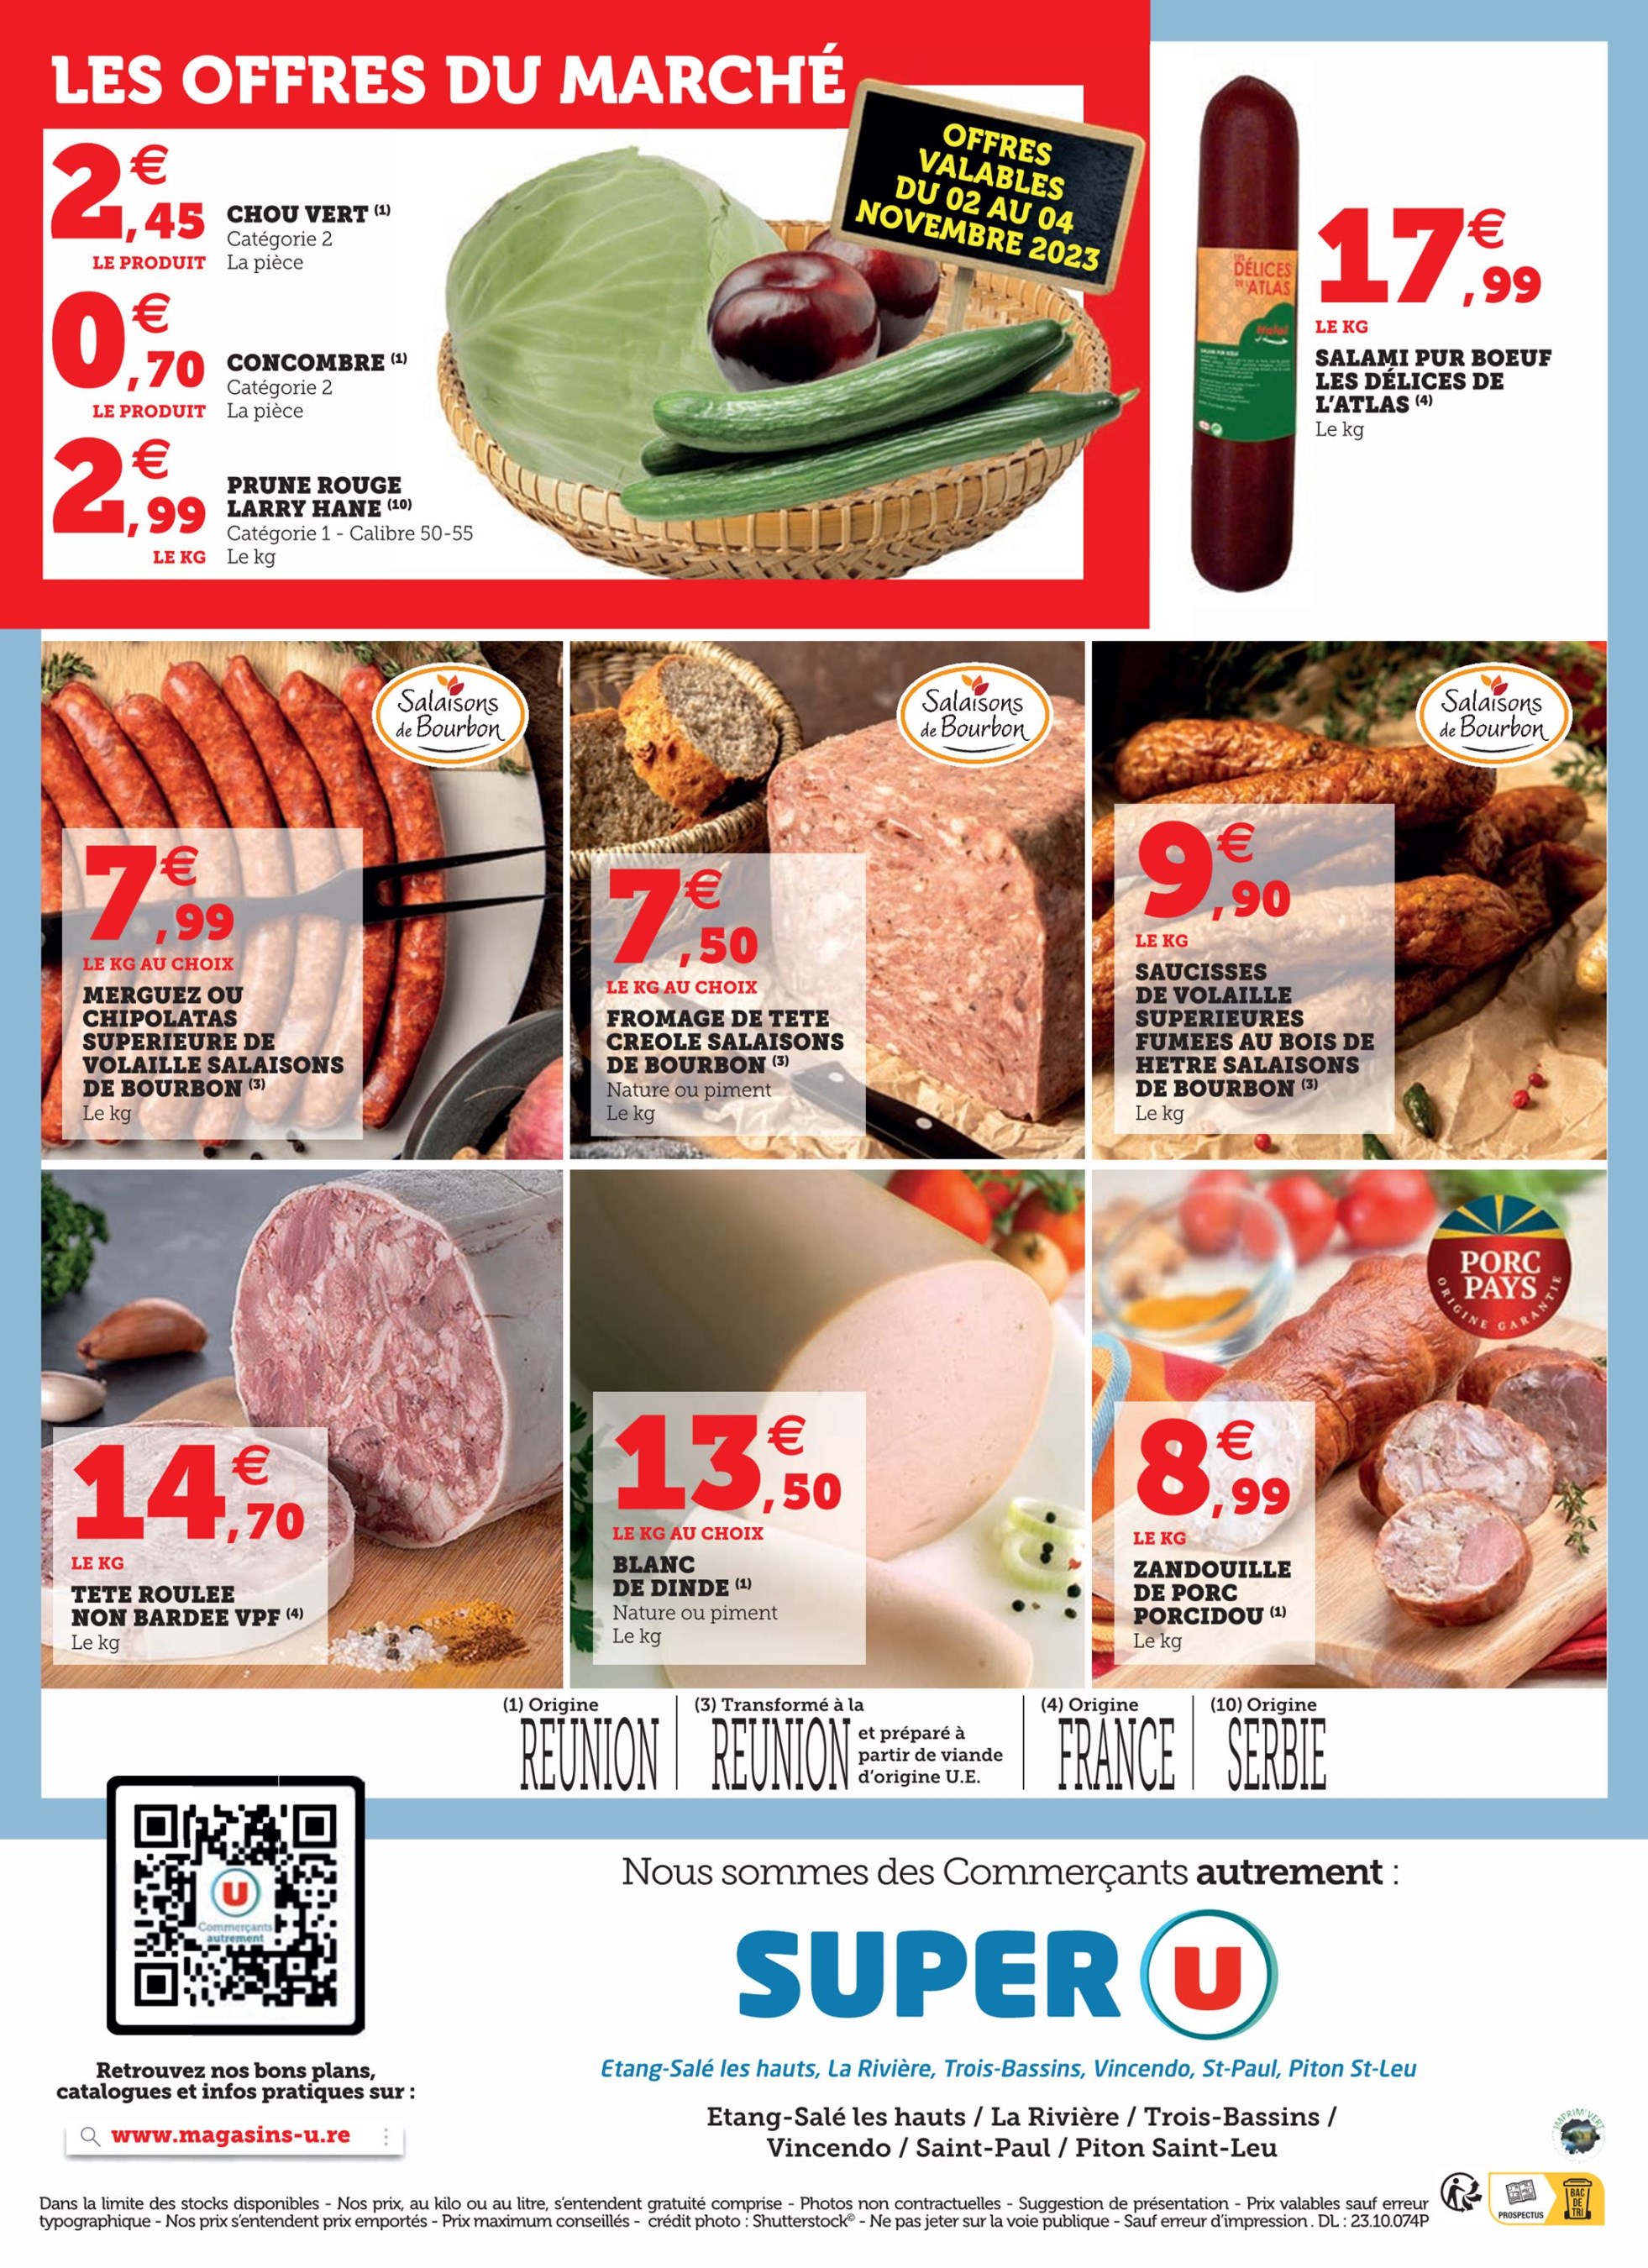 LES OFFRES DU MARCHÉ
OFFRES
VALABLES
DU 02 AU 04
NOVEMBRE 2023
2€,45
LE PRODUIT
CHOU VERT (1)
Catégorie 2
La pièce
0€,70
LE PRODUIT
CONCOMBRE (1)
Catégorie 2
La pièce
2€,99
LE KG
PRUNE ROUGE
LARRY HANE (10)
Catégorie 1 - Calibre 50-55
Le kg
DÉLICES
DE L'ATLAS
Halal
17€,99
LE KG
SALAMI PUR BOEUF
LES DÉLICES DE
L'ATLAS (4)
Le kg
Salaisons
de Bourbon
7€,99
LE KG AU CHOIX
MERGUEZ OU
CHIPOLATAS
SUPERIEURE DE
VOLAILLE SALAISONS
DE BOURBON (3)
Le kg
Salaisons
de Bourbon
7€,50
LE KG AU CHOIX
FROMAGE DE TETE
CREOLE SALAISONS
DE BOURBON (3)
Nature ou piment
Le kg
Salaisons
de Bourbon
9€,90
LE KG
SAUCISSES
DE VOLAILLE
SUPERIEURES
FUMEES AU BOIS DE
HETRE SALAISONS
DE BOURBON (3)
Le kg
14€,70
LE KG
TETE ROULEE
NON BARDEE VPF (4)
Le kg
13€,50
LE KG AU CHOIX
BLANC
DE DINDE (1)
Nature ou piment
Le kg
PORC
PAYS
ORIGINE GARANTIE
8€,99
LE KG
ZANDOUILLE
DE PORC
PORCIDOU (1)
Le kg
(1) Origine
REUNION
(3) Transformé à la
REUNION
et préparé à
partir de viande
d'origine U.E.
(4) Origine
FRANCE
(10) Origine
SERBIE
U
Commerçants
autrement
Retrouvez nos bons plans,
catalogues et infos pratiques sur :
www.magasins-u.re
Nous sommes des Commerçants autrement :
SUPER U
Etang-Salé les hauts, La Rivière, Trois-Bassins, Vincendo, St-Paul, Piton St-Leu
Etang-Salé les hauts / La Rivière / Trois-Bassins /
Vincendo / Saint-Paul / Piton Saint-Leu
IMPRIM'VERT
PROSPECTUS
BAC
DE
TRI
Dans la limite des stocks disponibles - Nos prix, au kilo ou au litre, s'entendent gratuité comprise - Photos non contractuelles - Suggestion de présentation - Prix valables sauf erreur
typographique - Nos prix s'entendent prix emportés - Prix maximum conseillés - crédit photo : Shutterstock© - Ne pas jeter sur la voie publique - Sauf erreur d'impression. DL : 23.10.074P